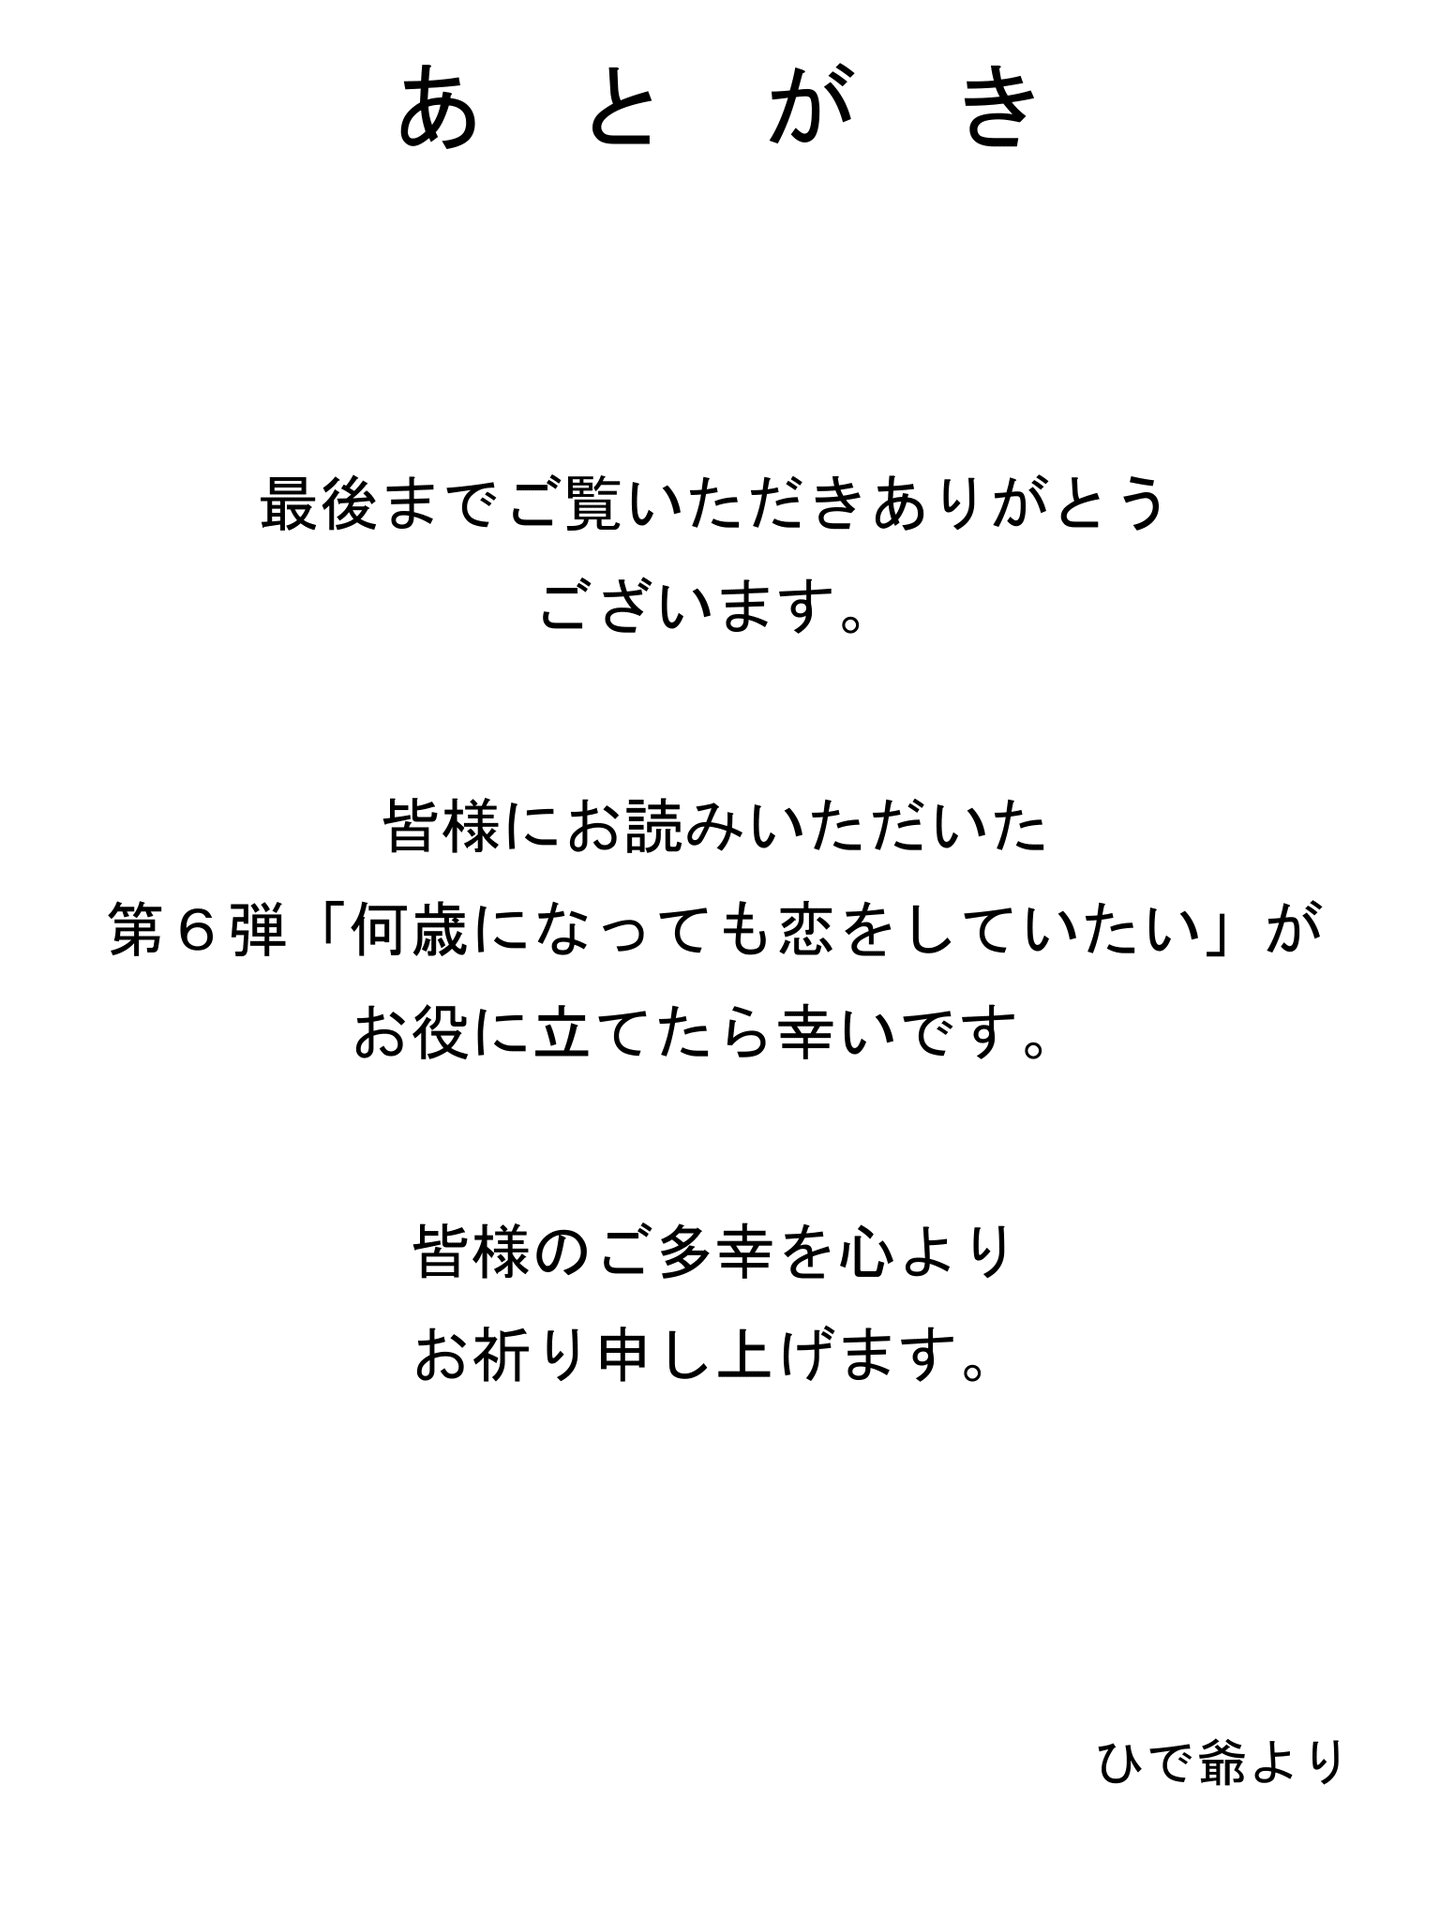 あとがき
最後までご覧いただきありがとう
ございます。
皆様にお読みいただいた
第６弾「何歳になっても恋をしていたい」が
お役に立てたら幸いです。
皆様のご多幸を心より
お祈り申し上げます。
ひで爺より